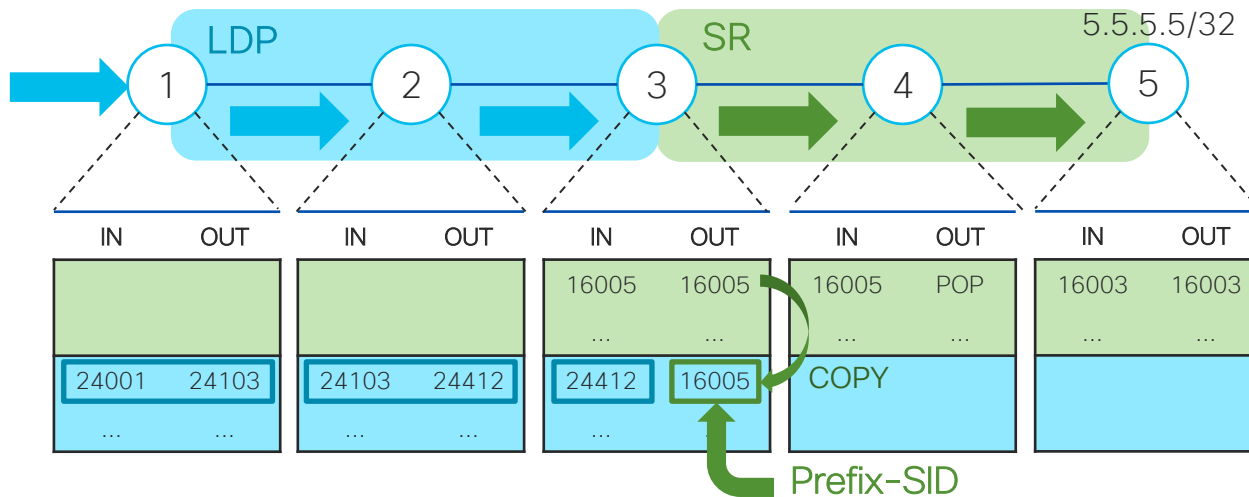 LDP
SR
5.5.5.5/32
1
2
3
4
5
IN OUT
IN OUT
IN OUT
IN OUT
IN OUT
16005 16005
16005 POP
16003 16003
... ...
... ...
... ...
24001 24103
24103 24412
24412 16005
COPY
... ...
... ...
... ...
Prefix-SID